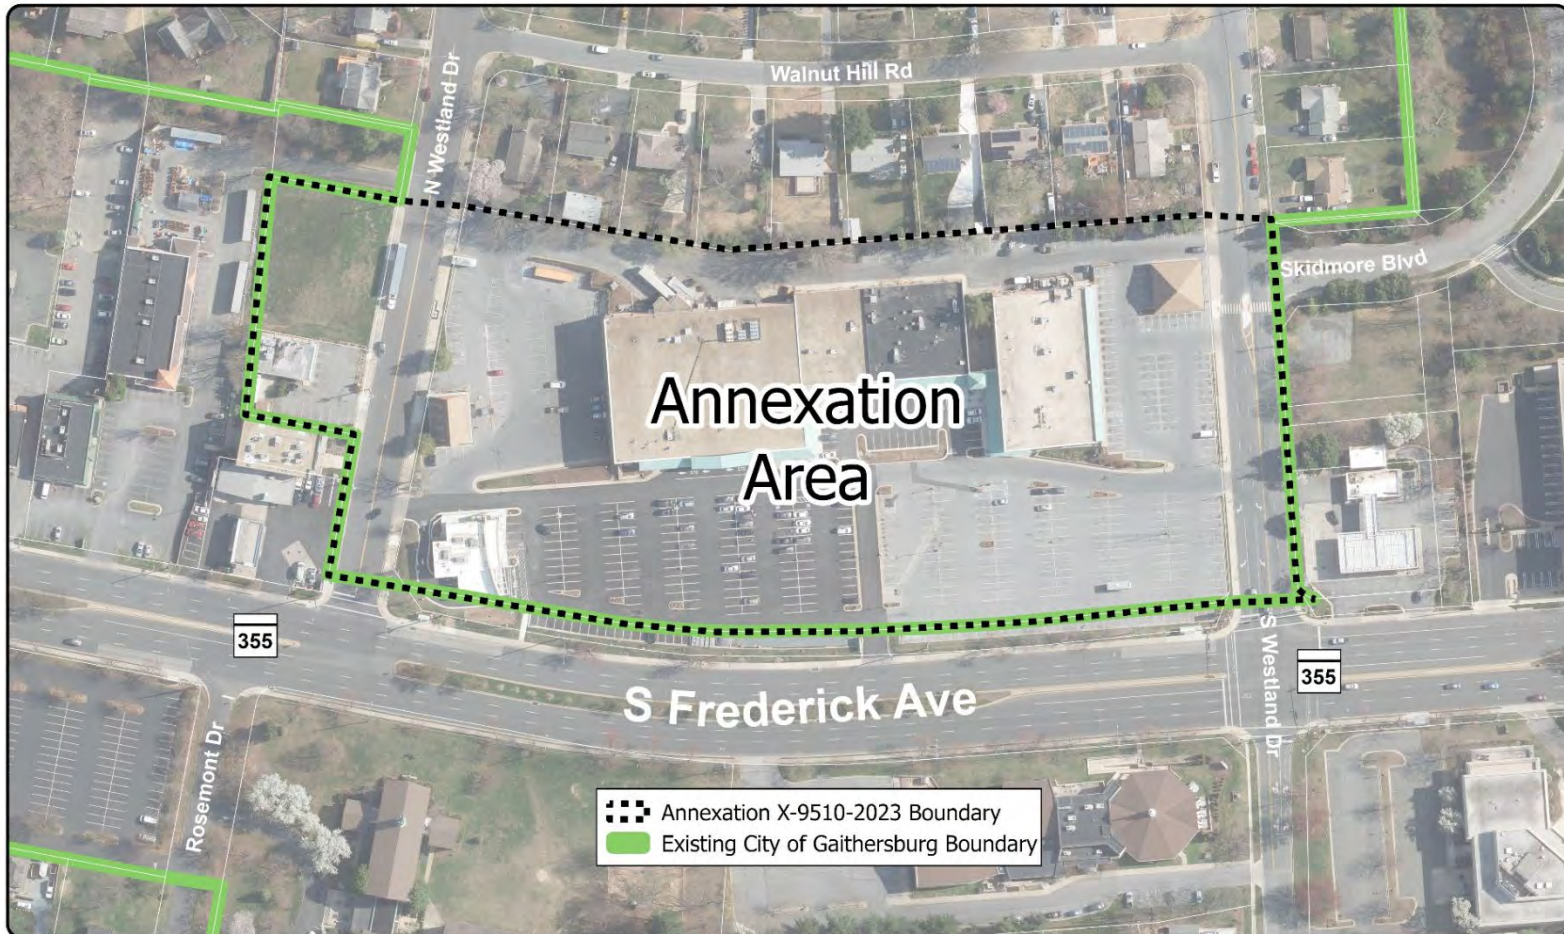 Walnut Hill Rd
N Westland Dr
Skidmore Blvd
Annexation
Area
355
S Westland Dr
355
S Frederick Ave
Rosemont Dr
Annexation X-9510-2023 Boundary
Existing City of Gaithersburg Boundary